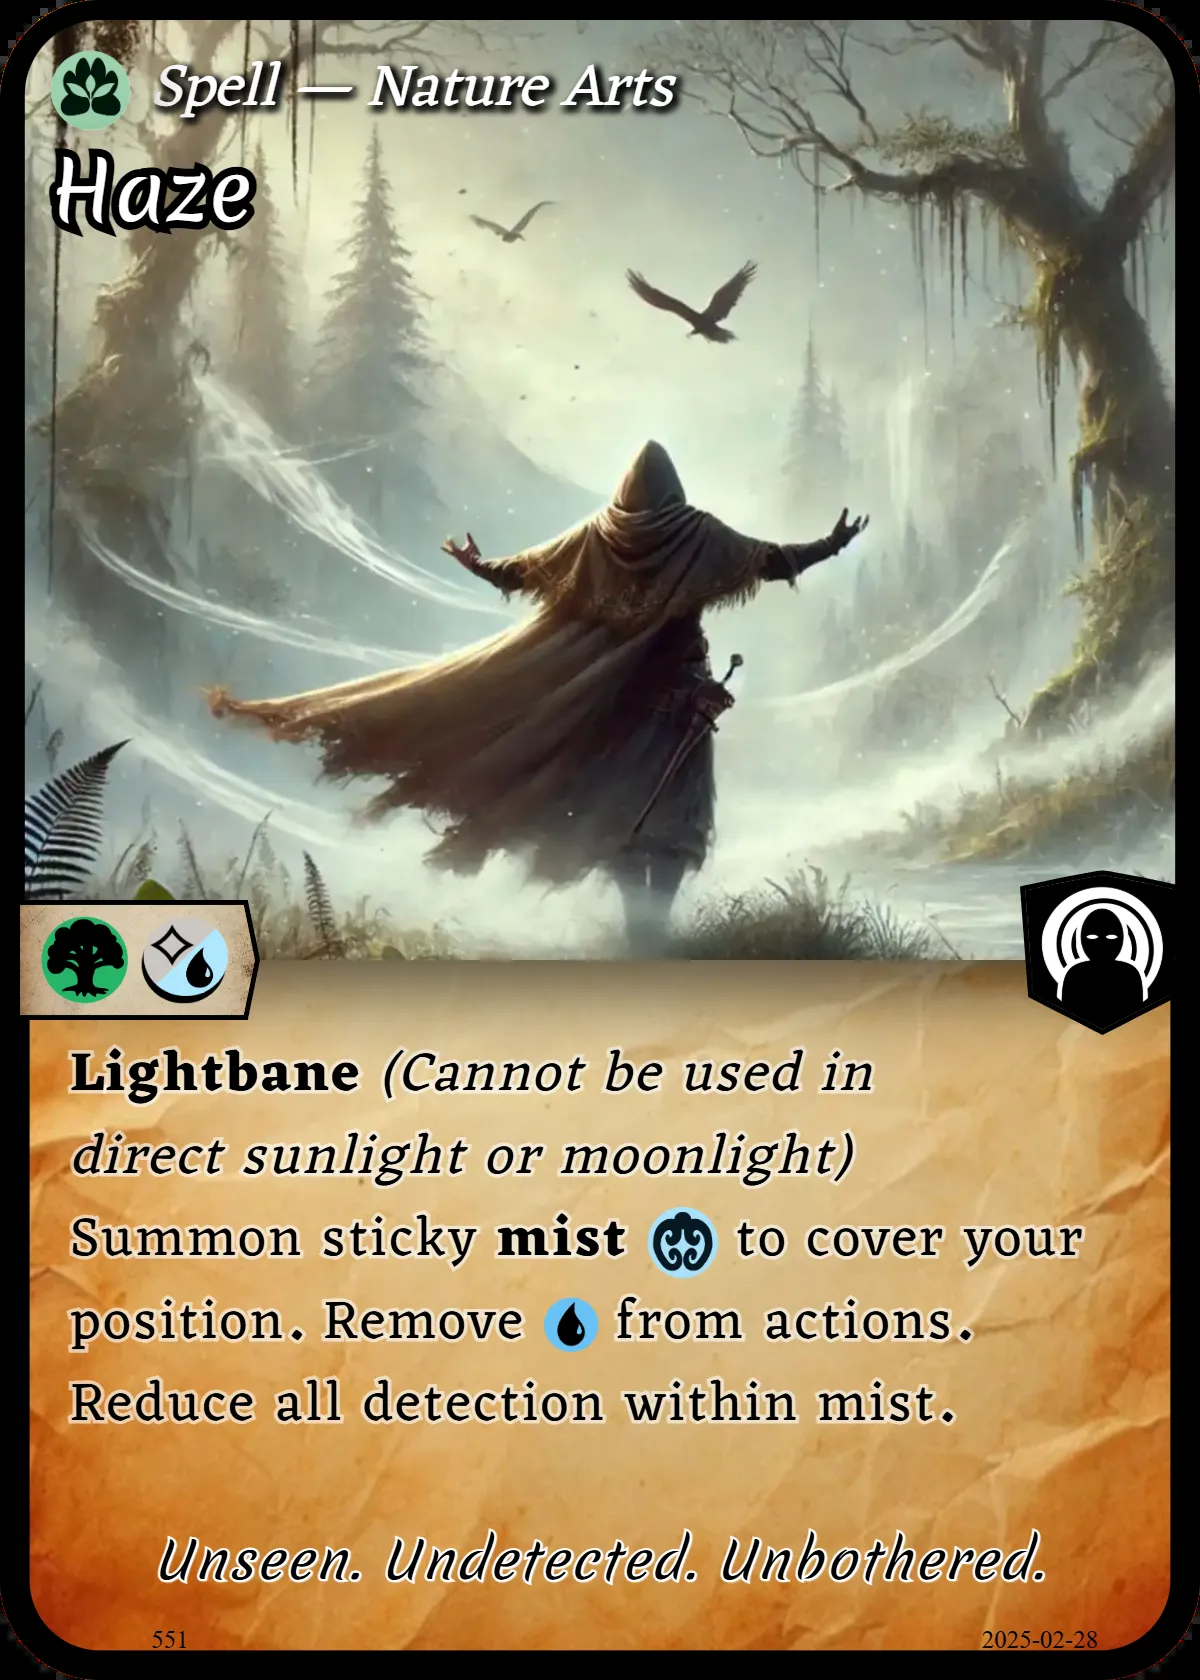 Spell — Nature Arts
Haze
Lightbane (Cannot be used in
direct sunlight or moonlight)
Summon sticky mist to cover your
position. Remove from actions.
Reduce all detection within mist.
Unseen. Undetected. Unbothered.
551
2025-02-28